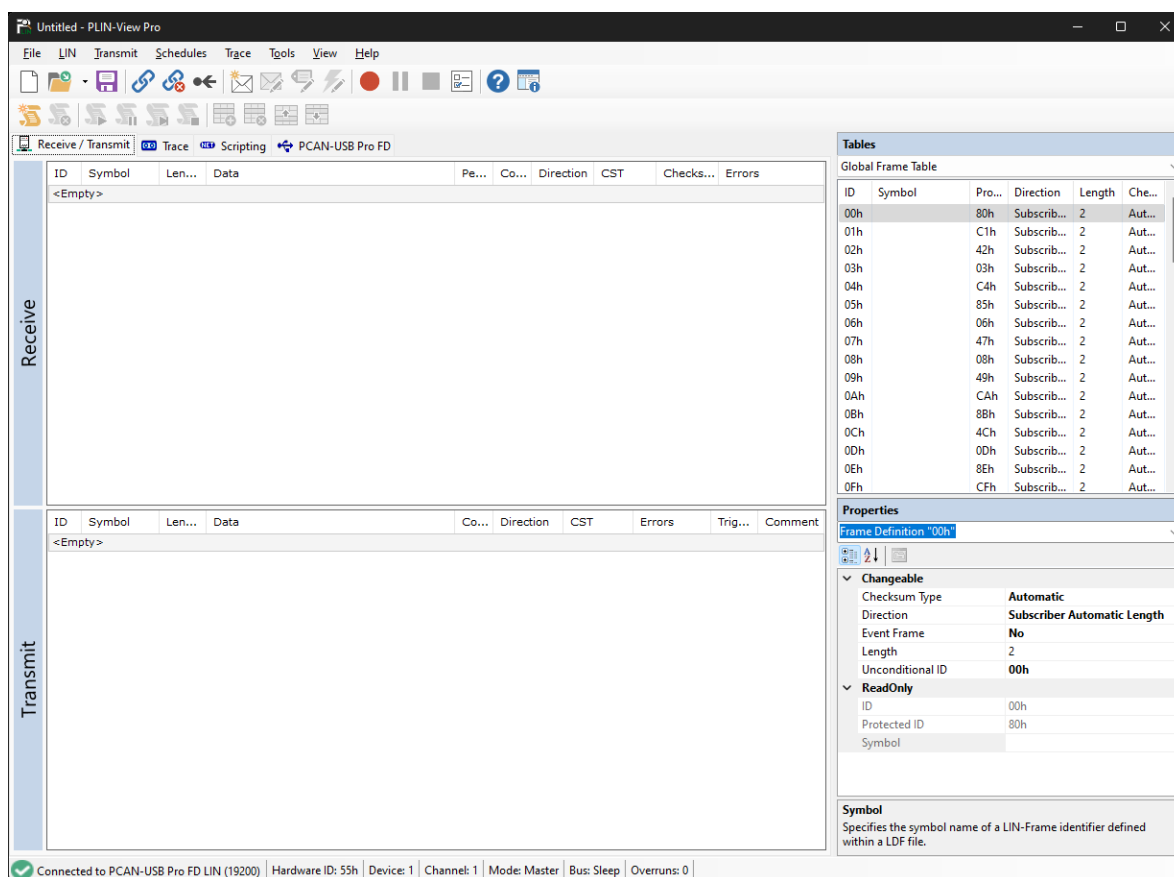 Untitled - PLIN-View Pro
File LIN Transmit Schedules Trace Tools View Help
Receive / Transmit Trace Scripting PCAN-USB Pro FD
Receive
ID Symbol Len... Data Pe... Co... Direction CST Checks... Errors
<Empty>
Transmit
ID Symbol Len... Data Co... Direction CST Errors Trig... Comment
<Empty>
Tables
Global Frame Table
ID Symbol Pro... Direction Length Che...
00h 80h Subscrib... 2 Aut...
01h C1h Subscrib... 2 Aut...
02h 42h Subscrib... 2 Aut...
03h 03h Subscrib... 2 Aut...
04h C4h Subscrib... 2 Aut...
05h 85h Subscrib... 2 Aut...
06h 06h Subscrib... 2 Aut...
07h 47h Subscrib... 2 Aut...
08h 08h Subscrib... 2 Aut...
09h 49h Subscrib... 2 Aut...
0Ah CAh Subscrib... 2 Aut...
0Bh 8Bh Subscrib... 2 Aut...
0Ch 4Ch Subscrib... 2 Aut...
0Dh 0Dh Subscrib... 2 Aut...
0Eh 8Eh Subscrib... 2 Aut...
0Fh CFh Subscrib... 2 Aut...
Properties
Frame Definition "00h"
Changeable
Checksum Type Automatic
Direction Subscriber Automatic Length
Event Frame No
Length 2
Unconditional ID 00h
ReadOnly
ID 00h
Protected ID 80h
Symbol
Symbol
Specifies the symbol name of a LIN-Frame identifier defined
within a LDF file.
Connected to PCAN-USB Pro FD LIN (19200) Hardware ID: 55h Device: 1 Channel: 1 Mode: Master Bus: Sleep Overruns: 0